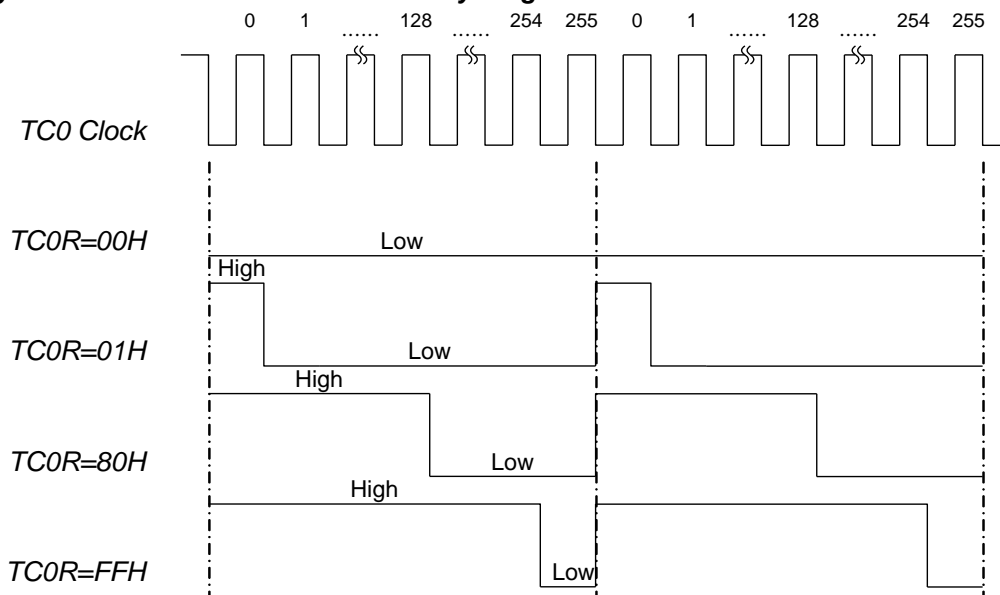 0 1 ...... 128 ...... 254 255 0 1 ...... 128 ...... 254 255
TC0 Clock
TC0R=00H
Low
High
TC0R=01H
Low
High
TC0R=80H
Low
High
TC0R=FFH
Low